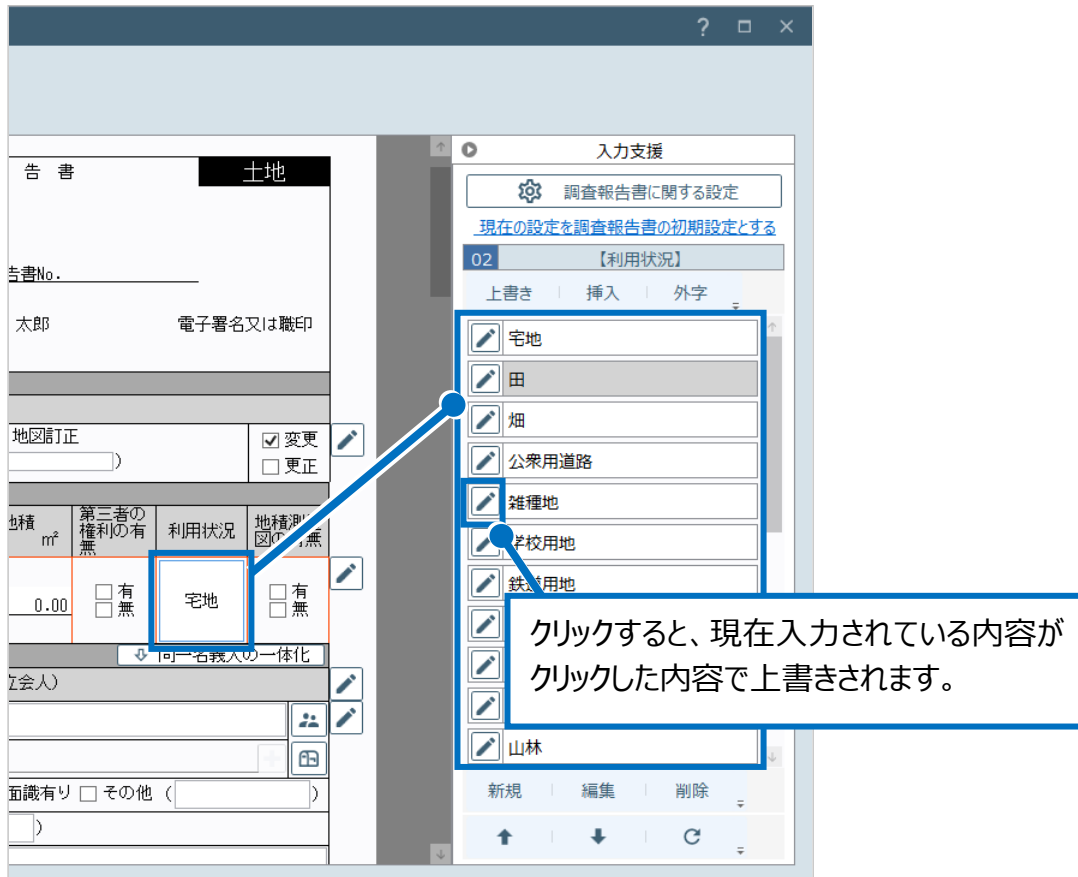 告 書
土地
告書No.
太郎
電子署名又は職印
地図訂正
)
変更
更正
地積
㎡
第三者の
権利の有
無
利用状況
地積測
図の 無
0.00
有
無
宅地
有
無
同一名義人の一体化
立会人)
面識有り
その他 (
)
)
入力支援
調査報告書に関する設定
現在の設定を調査報告書の初期設定とする
02
【利用状況】
上書き
挿入
外字
宅地
田
畑
公衆用道路
雑種地
学校用地
鉄道用地
山林
新規
編集
削除
クリックすると、現在入力されている内容が
クリックした内容で上書きされます。